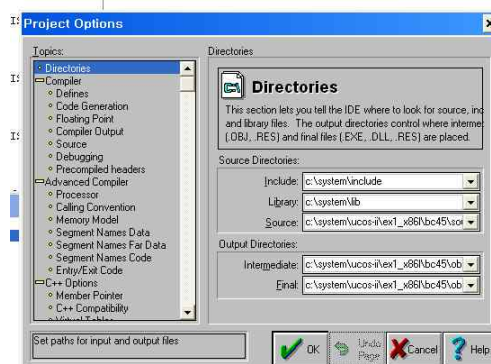 Project Options
Topics:
Directories
Compiler
Defines
Code Generation
Floating Point
Compiler Output
Source
Debugging
Precompiled headers
Advanced Compiler
Processor
Calling Convention
Memory Model
Segment Names Data
Segment Names Far Data
Segment Names Code
Entry/Exit Code
C++ Options
Member Pointer
C++ Compatibility
Virtual Tables
Directories
Directories
This section lets you tell the IDE where to look for source, inc
and library files. The output directories control where interme
(.OBJ, .RES) and final files (.EXE, .DLL, .RES) are placed.
Source Directories:
Include: c:\system\include
Library: c:\system\lib
Source: c:\system\ucos-ii\ex1_x86l\bc45\sou
Output Directories:
Intermediate: c:\system\ucos-ii\ex1_x86l\bc45\ob
Final: c:\system\ucos-ii\ex1_x86l\bc45\ob
Set paths for input and output files
OK
Undo
Page
Cancel
Help